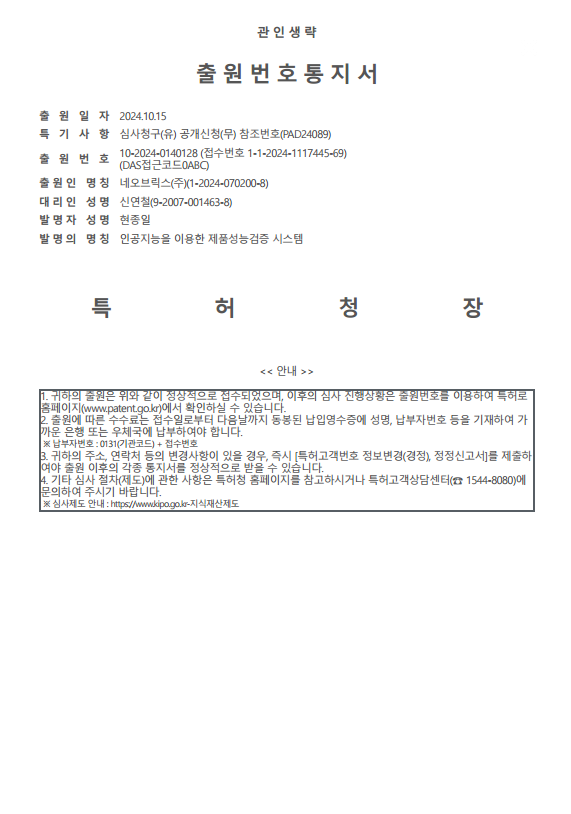 관 인 생 략
출 원 번 호 통 지 서
출 원 일 자 2024.10.15
특 기 사 항 심사청구(유) 공개신청(무) 참조번호(PAD24089)
출 원 번 호 10-2024-0140128 (접수번호 1-1-2024-1117445-69)
(DAS접근코드0ABC)
출 원 인 명 칭 네오브릭스(주)(1-2024-070200-8)
대 리 인 성 명 신연철(9-2007-001463-8)
발 명 자 성 명 현종일
발 명 의 명 칭 인공지능을 이용한 제품성능검증 시스템
특 허 청 장
<< 안내 >>
1. 귀하의 출원은 위와 같이 정상적으로 접수되었으며, 이후의 심사 진행상황은 출원번호를 이용하여 특허로
홈페이지(www.patent.go.kr)에서 확인하실 수 있습니다.
2. 출원에 따른 수수료는 접수일로부터 다음날까지 동봉된 납입영수증에 성명, 납부자번호 등을 기재하여 가
까운 은행 또는 우체국에 납부하여야 합니다.
※ 납부자번호 : 0131(기관코드) + 접수번호
3. 귀하의 주소, 연락처 등의 변경사항이 있을 경우, 즉시 [특허고객번호 정보변경(경정), 정정신고서]를 제출하
여야 출원 이후의 각종 통지서를 정상적으로 받을 수 있습니다.
4. 기타 심사 절차(제도)에 관한 사항은 특허청 홈페이지를 참고하시거나 특허고객상담센터(☎ 1544-8080)에
문의하여 주시기 바랍니다.
※ 심사제도 안내 : https://www.kipo.go.kr-지식재산제도